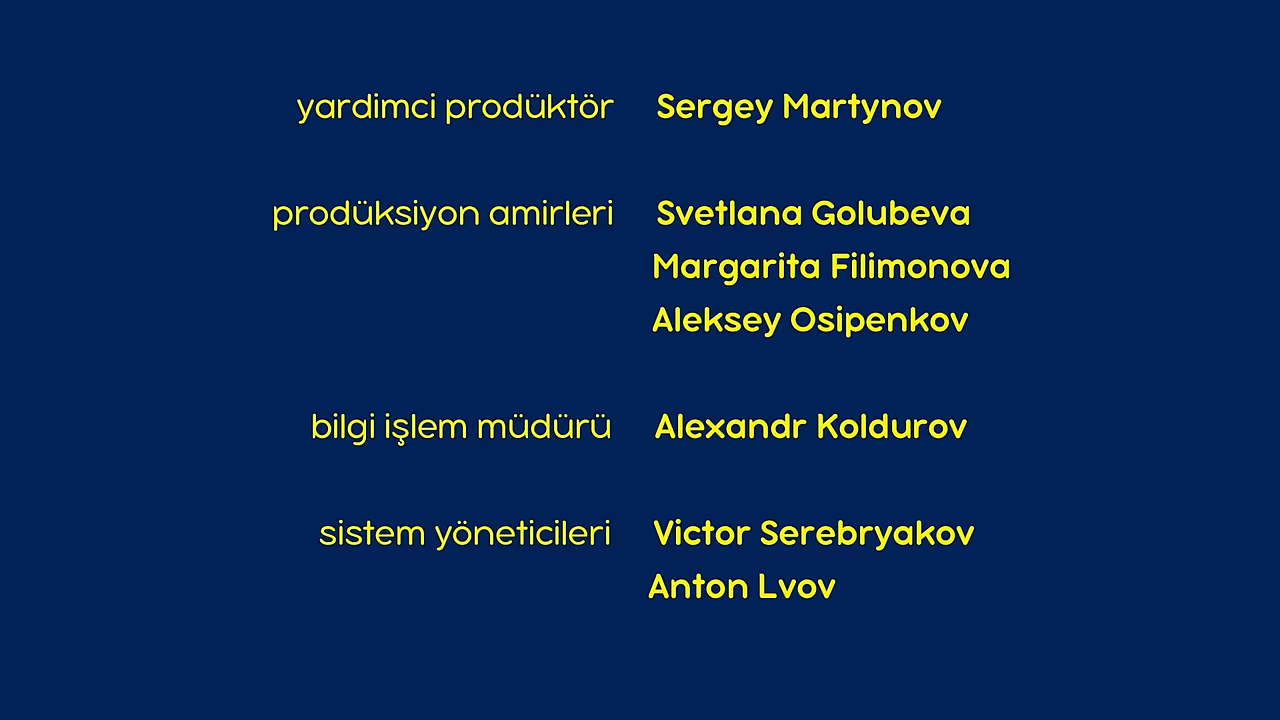 yardimci prodüktör Sergey Martynov
prodüksiyon amirleri Svetlana Golubeva
Margarita Filimonova
Aleksey Osipenkov
bilgi işlem müdürü Alexandr Koldurov
sistem yöneticileri Victor Serebryakov
Anton Lvov